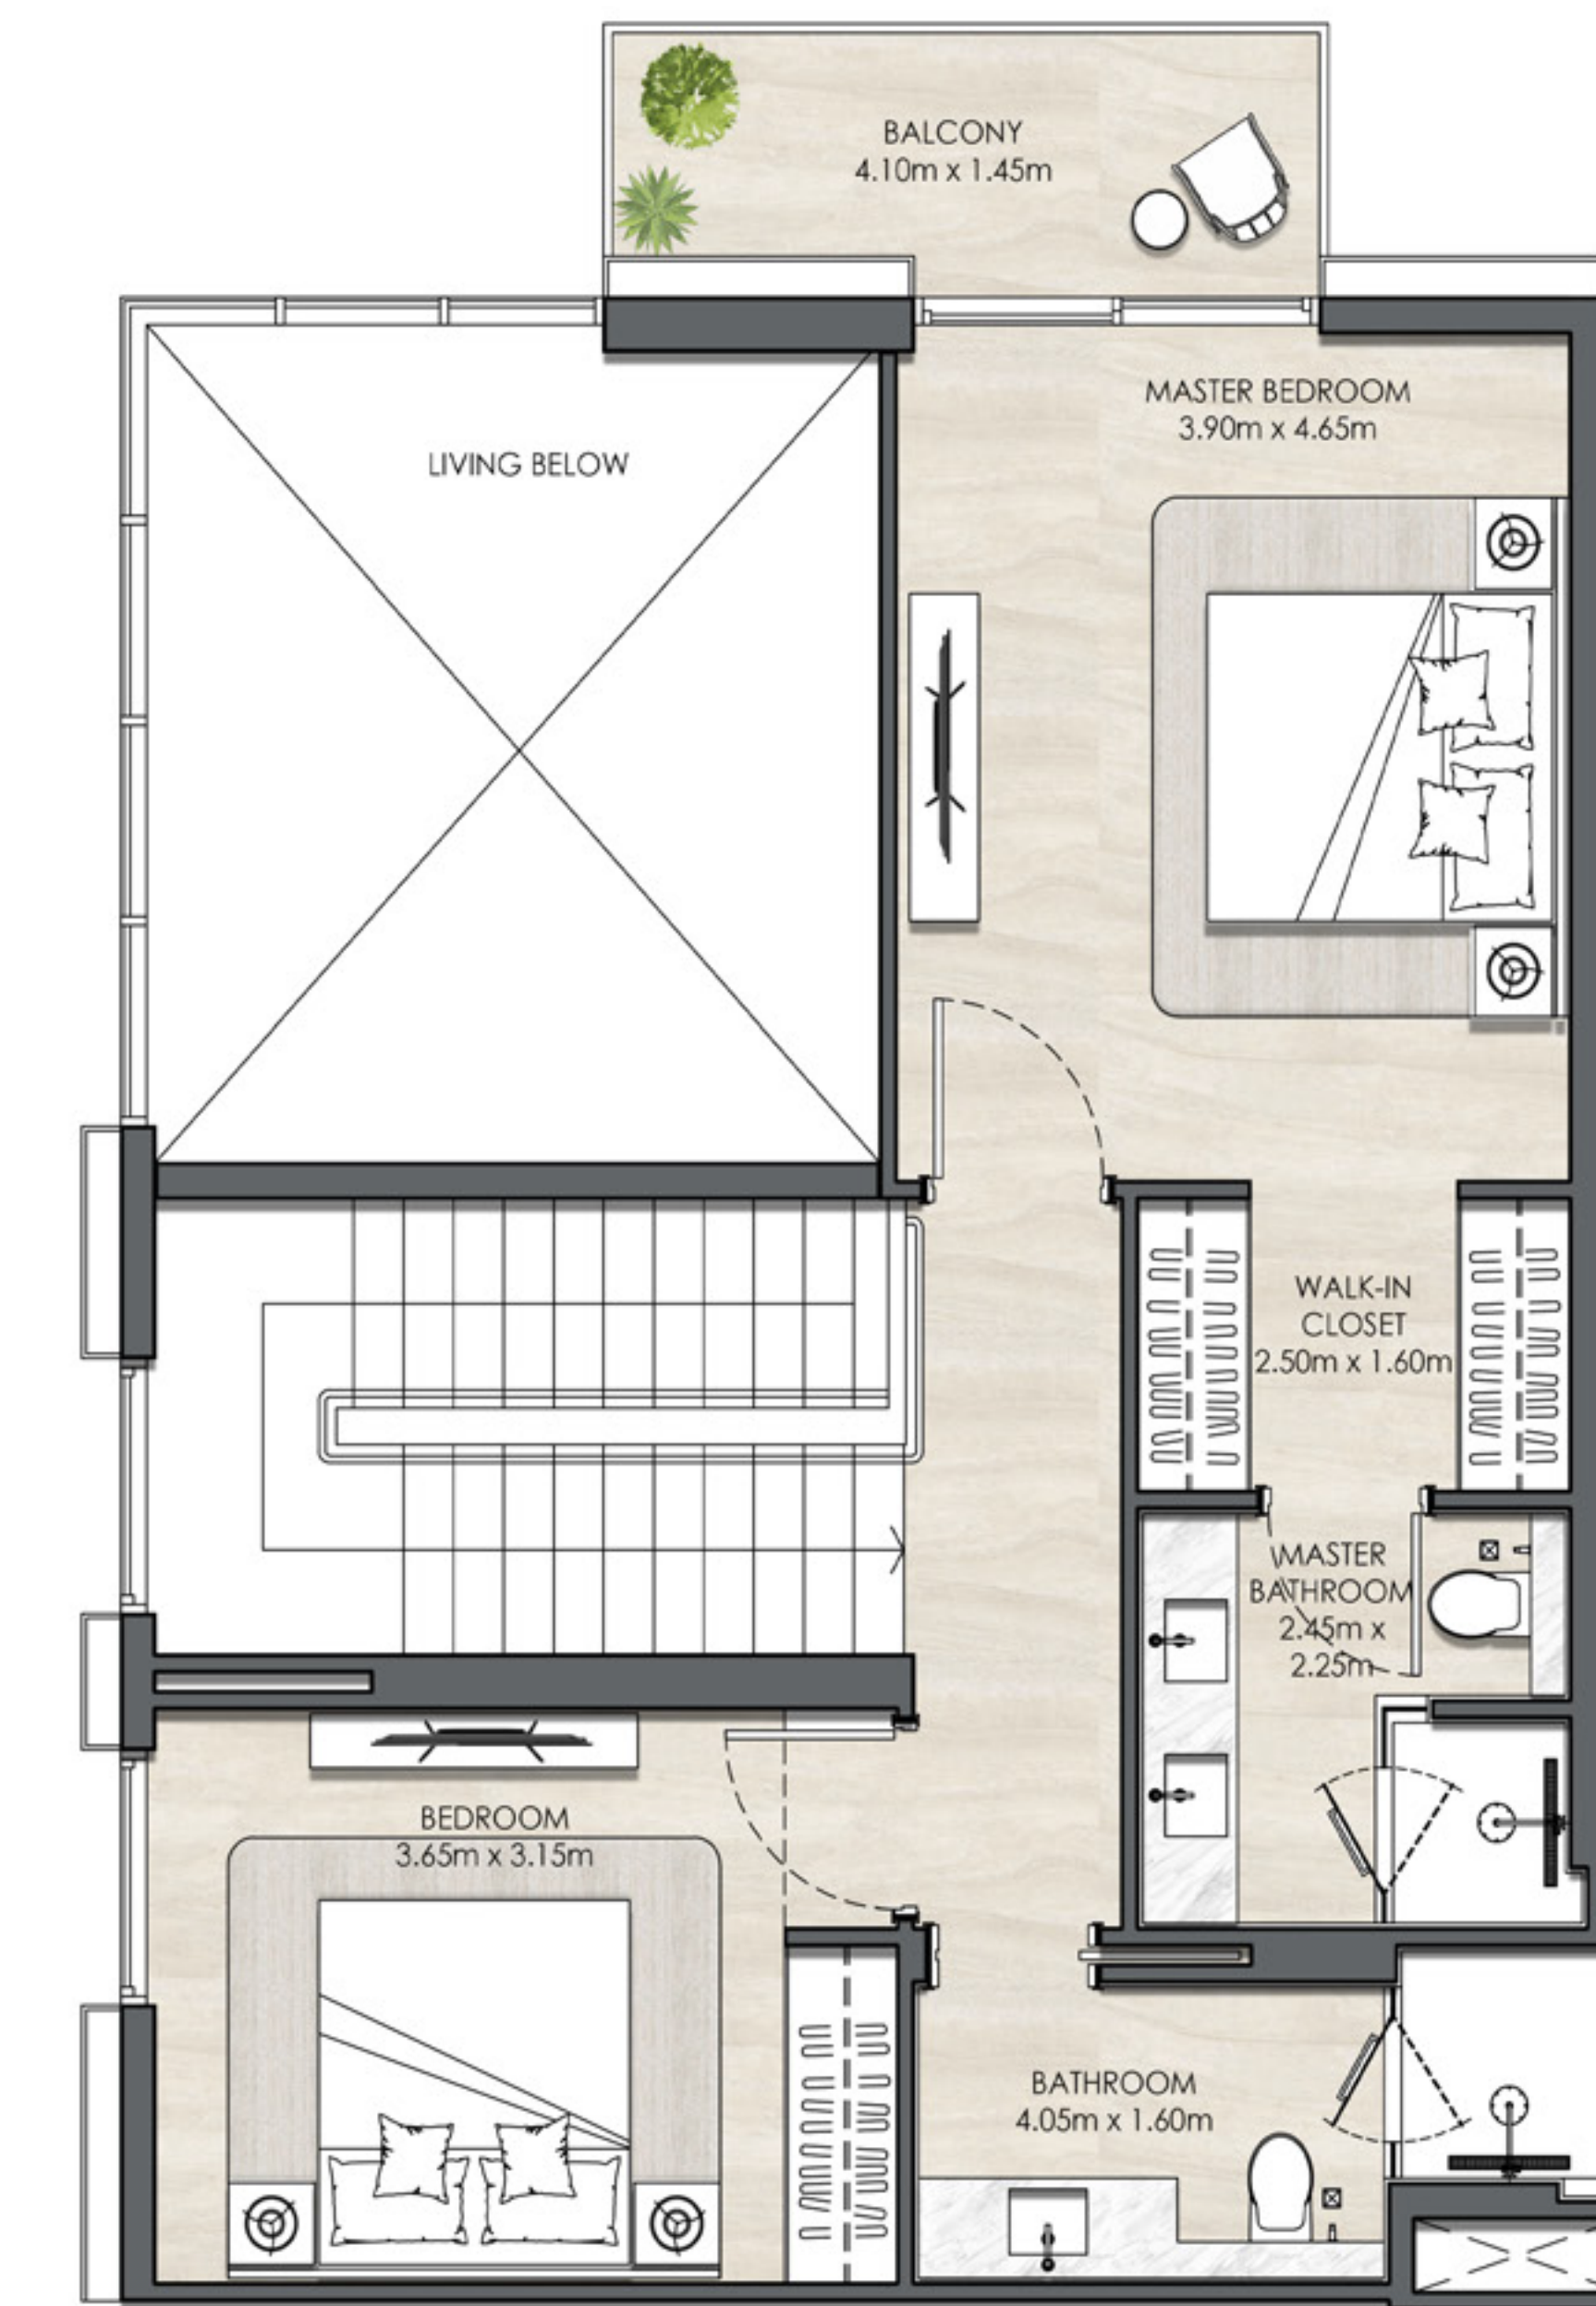 BALCONY
4.10m x 1.45m
MASTER BEDROOM
3.90m x 4.65m
LIVING BELOW
WALK-IN
CLOSET
2.50m x 1.60m
MASTER
BATHROOM
2.45m x
2.25m
BEDROOM
3.65m x 3.15m
BATHROOM
4.05m x 1.60m